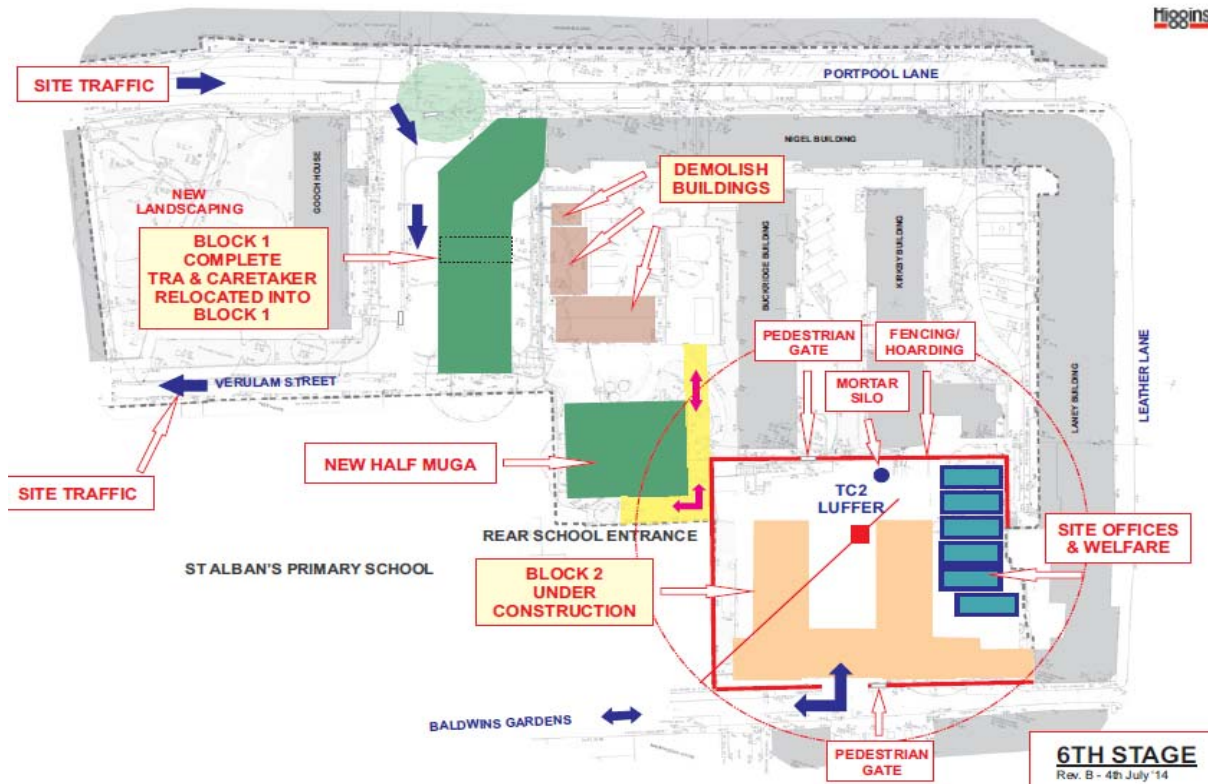 Higgins
SITE TRAFFIC
PORTPOOL LANE
NIGEL BUILDING
GOOCH HOUSE
NEW
LANDSCAPING
DEMOLISH
BUILDINGS
BLOCK 1
COMPLETE
TRA & CARETAKER
RELOCATED INTO
BLOCK 1
BUCKRIDGE BUILDING
KIRKBY BUILDING
LANEY BUILDING
LEATHER LANE
PEDESTRIAN
GATE
FENCING/
HOARDING
MORTAR
SILO
VERULAM STREET
NEW HALF MUGA
SITE TRAFFIC
TC2
LUFFER
REAR SCHOOL ENTRANCE
SITE OFFICES
& WELFARE
ST ALBAN'S PRIMARY SCHOOL
BLOCK 2
UNDER
CONSTRUCTION
BALDWINS GARDENS
PEDESTRIAN
GATE
6TH STAGE
Rev. B - 4th July '14